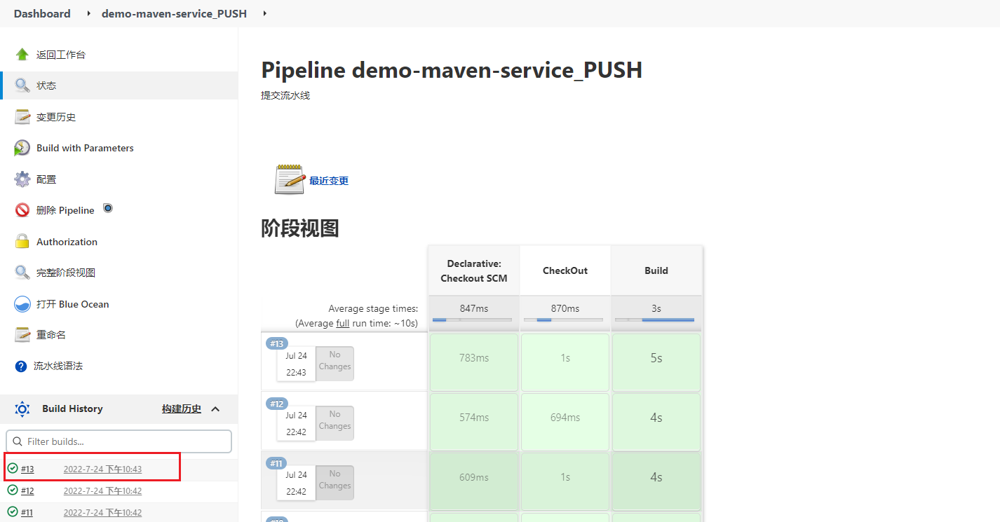 Dashboard
demo-maven-service_PUSH
返回工作台
状态
变更历史
Build with Parameters
配置
删除 Pipeline
Authorization
完整阶段视图
打开 Blue Ocean
重命名
流水线语法
Build History
构建历史
Filter builds...
#13 2022-7-24 下午10:43
#12 2022-7-24 下午10:42
#11 2022-7-24 下午10:42
Pipeline demo-maven-service_PUSH
提交流水线
最近变更
阶段视图
Declarative:
Checkout SCM
CheckOut
Build
Average stage times:
(Average full run time: ~10s)
847ms
870ms
3s
#13
Jul 24
22:43
No
Changes
783ms
1s
5s
#12
Jul 24
22:42
No
Changes
574ms
694ms
4s
#11
Jul 24
22:42
No
Changes
609ms
1s
4s